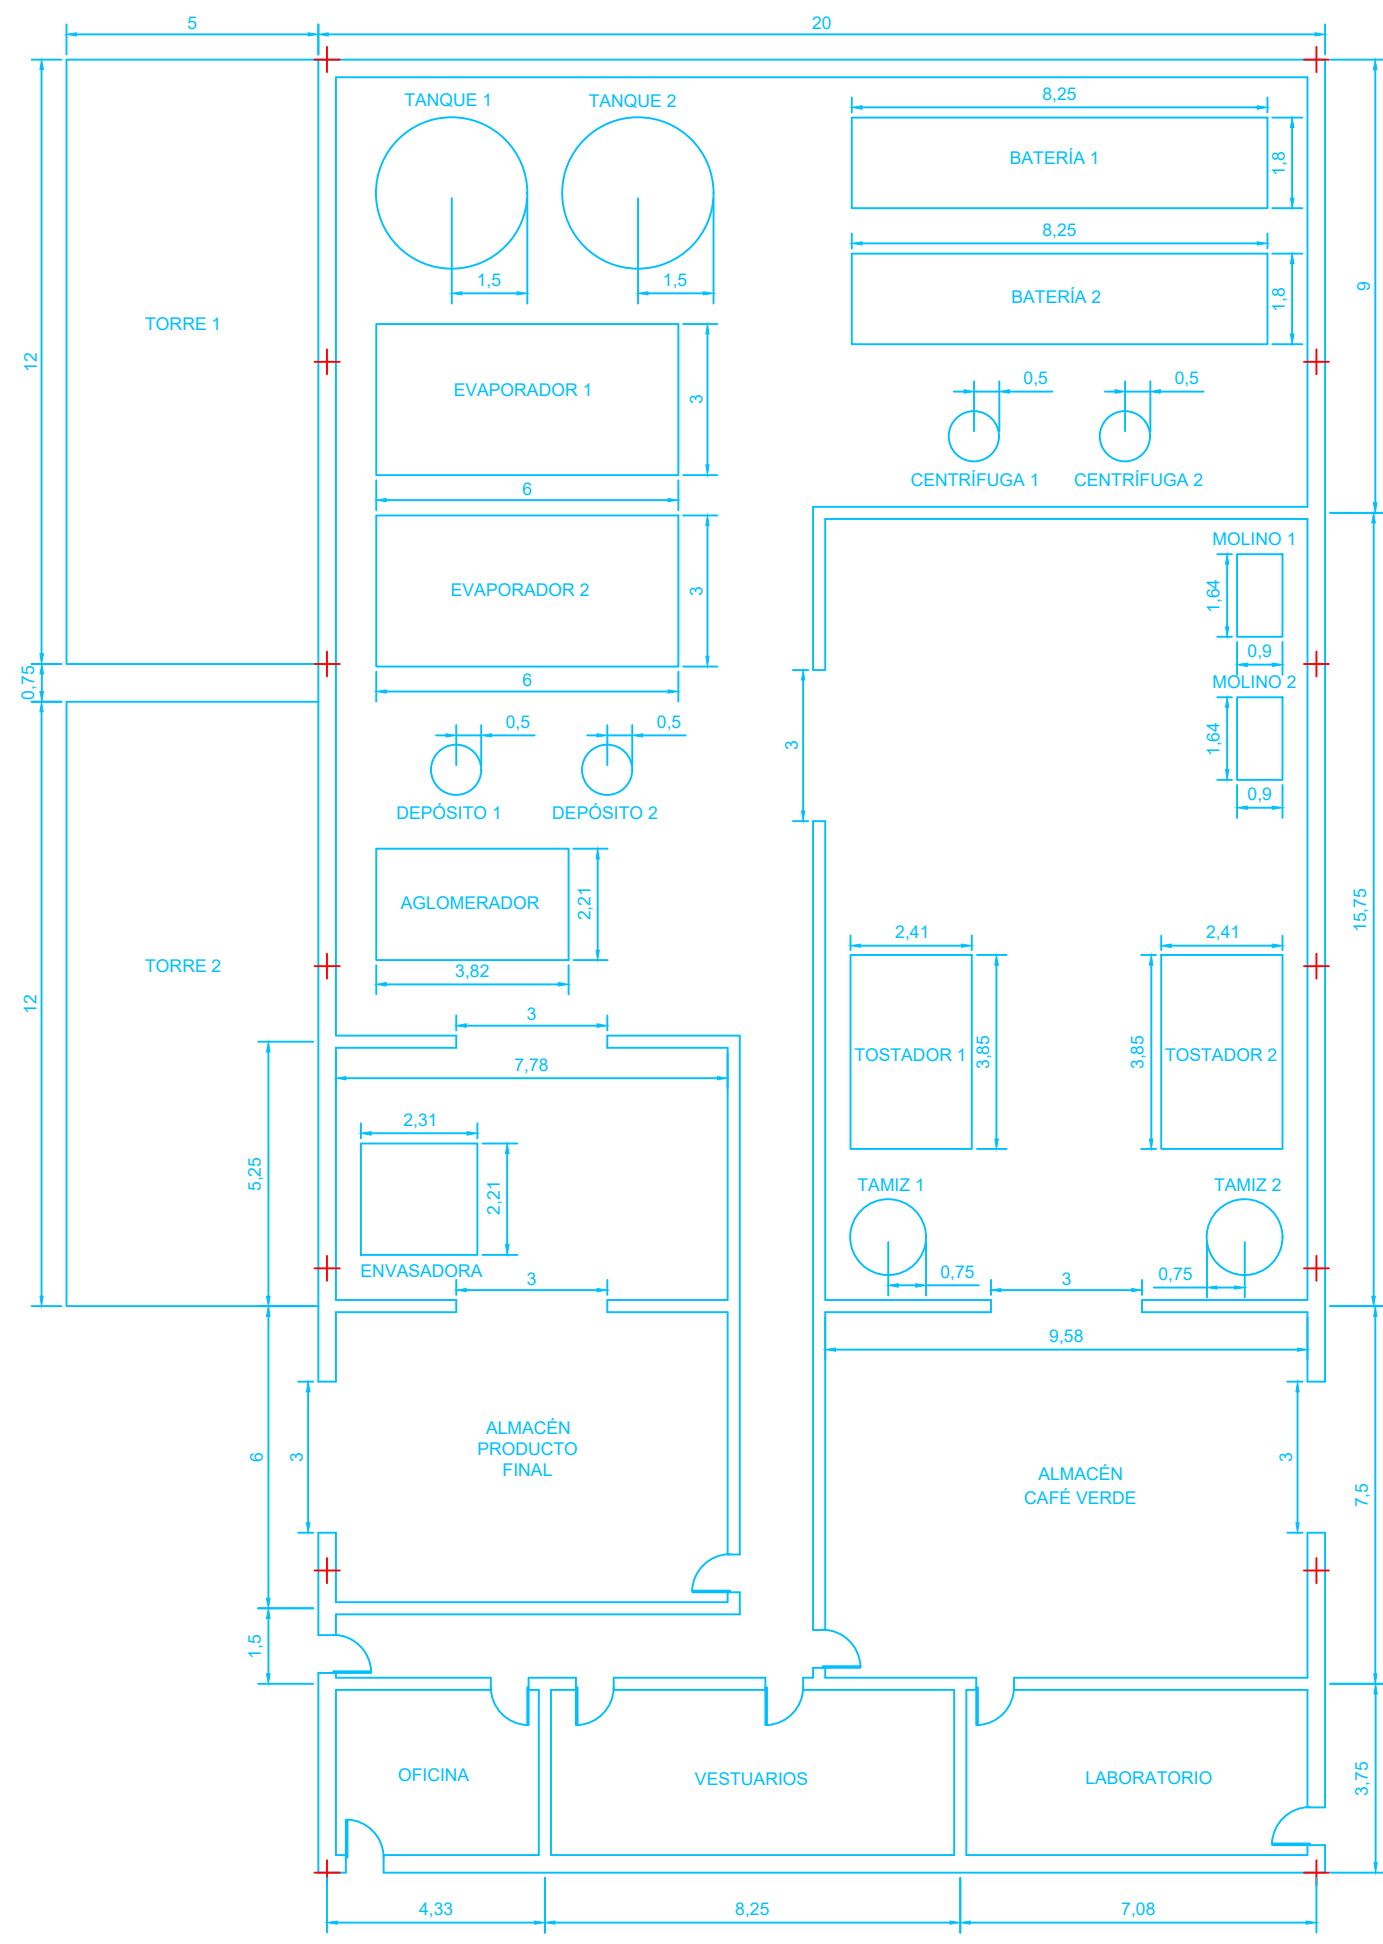 5
20
TANQUE 1
TANQUE 2
8,25
BATERÍA 1
1,8
8,25
BATERÍA 2
1,8
1,5
1,5
9
TORRE 1
12
EVAPORADOR 1
3
6
0,5
0,5
CENTRÍFUGA 1
CENTRÍFUGA 2
EVAPORADOR 2
3
6
MOLINO 1
1,64
0,9
MOLINO 2
1,64
0,9
0,75
0,5
0,5
DEPÓSITO 1
DEPÓSITO 2
3
AGLOMERADOR
2,21
3,82
15,75
TORRE 2
12
2,41
2,41
TOSTADOR 1
3,85
3,85
TOSTADOR 2
3
7,78
2,31
2,21
ENVASADORA
5,25
TAMIZ 1
TAMIZ 2
0,75
3
0,75
3
9,58
ALMACÉN
PRODUCTO
FINAL
6
3
ALMACÉN
CAFÉ VERDE
3
7,5
1,5
OFICINA
VESTUARIOS
LABORATORIO
3,75
4,33
8,25
7,08